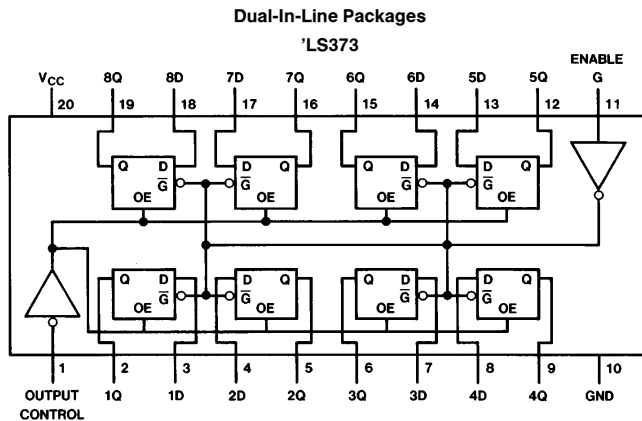 Dual-In-Line Packages
'LS373
VCC 8Q 8D 7D 7Q 6Q 6D 5D 5Q ENABLE G
20 19 18 17 16 15 14 13 12 11
Q D D Q Q D D Q
G G G G
OE OE OE OE
Q D D Q Q D D Q
G G G G
OE OE OE OE
1 2 3 4 5 6 7 8 9 10
OUTPUT CONTROL 1Q 1D 2D 2Q 3Q 3D 4D 4Q GND